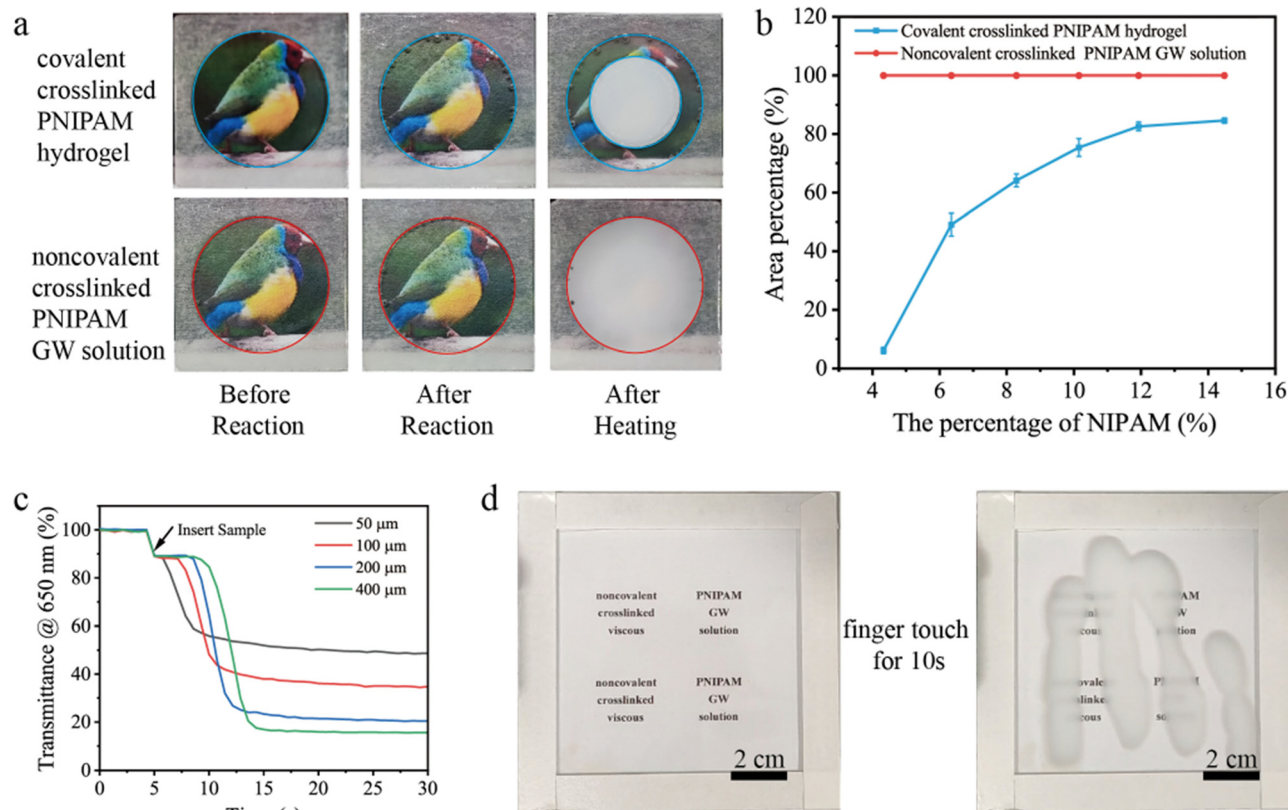 a
covalent
crosslinked
PNIPAM
hydrogel
noncovalent
crosslinked
PNIPAM
GW solution
Before
Reaction
After
Reaction
After
Heating
b
Area percentage (%)
120
100
80
60
40
20
0
Covalent crosslinked PNIPAM hydrogel
Noncovalent crosslinked PNIPAM GW solution
4 6 8 10 12 14 16
The percentage of NIPAM (%)
c
Transmittance @ 650 nm (%)
100
80
60
40
20
0
Insert Sample
50 μm
100 μm
200 μm
400 μm
0 5 10 15 20 25 30
d
noncovalent PNIPAM
crosslinked GW
viscous solution
noncovalent PNIPAM
crosslinked GW
viscous solution
2 cm
finger touch
for 10s
solution
2 cm